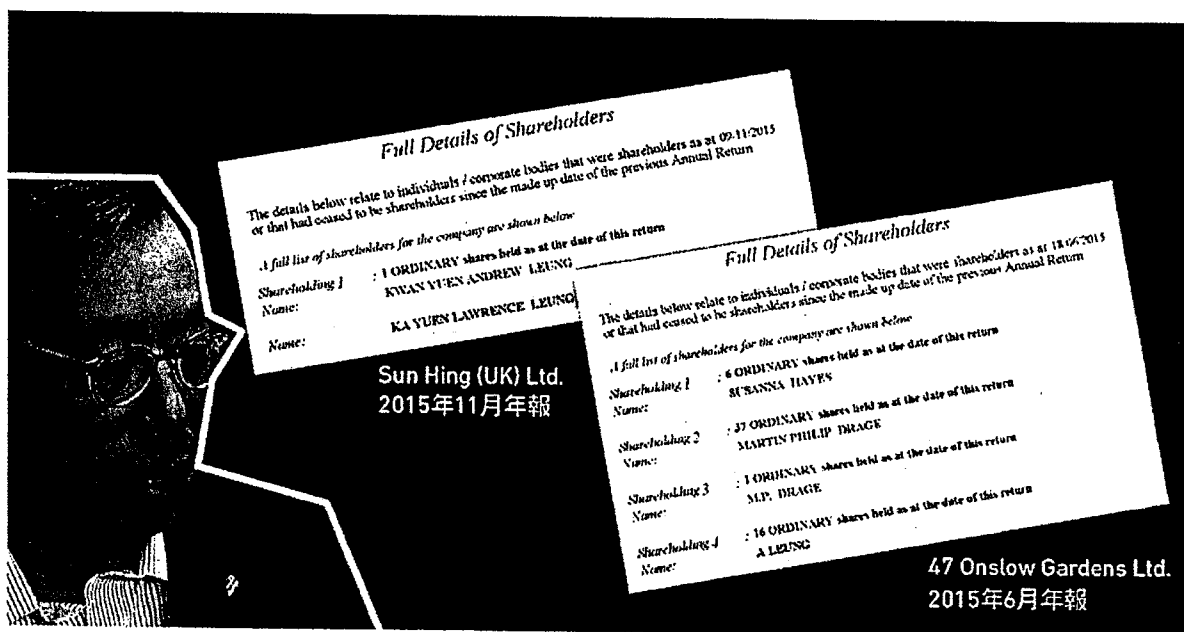 Full Details of Shareholders
The details below relate to individuals / corporate bodies that were shareholders as at 09-11-2015
or that had ceased to be shareholders since the made up date of the previous Annual Return
A full list of shareholders for the company are shown below
Shareholding 1 : 1 ORDINARY shares held as at the date of this return
Name: KWAN YUEN ANDREW LEUNG
Name: KA YUEN LAWRENCE LEUNG
Sun Hing (UK) Ltd.
2015年11月年報
Full Details of Shareholders
The details below relate to individuals / corporate bodies that were shareholders as at 18/06/2015
or that had ceased to be shareholders since the made up date of the previous Annual Return
A full list of shareholders for the company are shown below
Shareholding 1 : 6 ORDINARY shares held as at the date of this return
Name: SUSANNA HAYES
Shareholding 2 : 37 ORDINARY shares held as at the date of this return
Name: MARTIN PHILIP DRAGE
Shareholding 3 : 1 ORDINARY shares held as at the date of this return
Name: M.P. DRAGE
Shareholding 4 : 16 ORDINARY shares held as at the date of this return
Name: A LEUNG
47 Onslow Gardens Ltd.
2015年6月年報